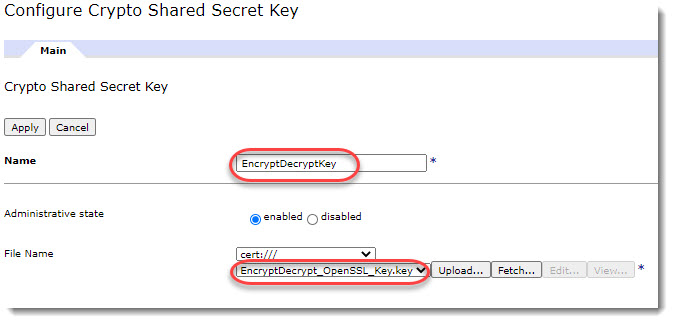 Configure Crypto Shared Secret Key
Main
Crypto Shared Secret Key
Apply Cancel
Name EncryptDecryptKey *
Administrative state enabled disabled
File Name cert:///
EncryptDecrypt_OpenSSL_Key.key Upload... Fetch... Edit... View... *